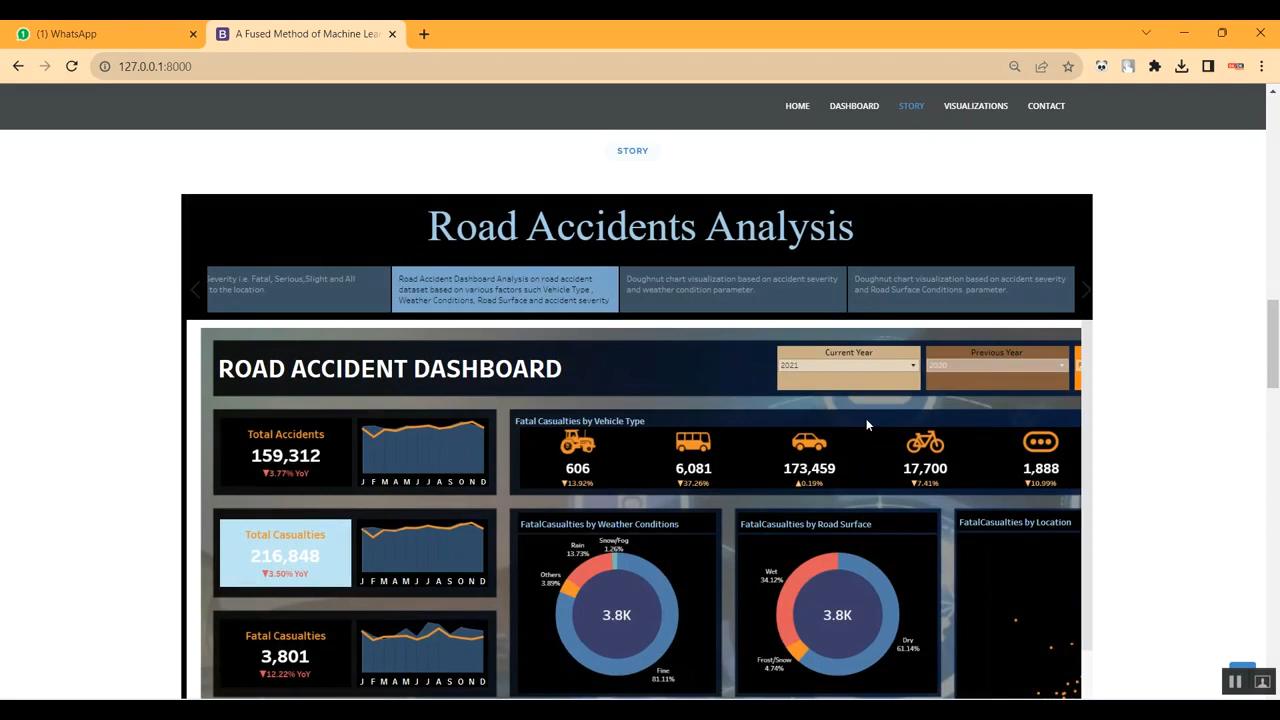 (1) WhatsApp
A Fused Method of Machine Lea
127.0.0.1:8000
HOME
DASHBOARD
STORY
VISUALIZATIONS
CONTACT
STORY
Road Accidents Analysis
Severity i.e. Fatal, Serious,Slight and All
to the location.
Road Accident Dashboard Analysis on road accident
dataset based on various factors such Vehicle Type ,
Weather Conditions, Road Surface and accident severity
Doughnut chart visualization based on accident severity
and weather condition parameter.
Doughnut chart visualization based on accident severity
and Road Surface Conditions parameter.
ROAD ACCIDENT DASHBOARD
Current Year
2021
Previous Year
2020
Total Accidents
159,312
▼3.77% YoY
J F M A M J J A S O N D
Fatal Casualties by Vehicle Type
606
▼13.92%
6,081
▼37.26%
173,459
▲0.19%
17,700
▼7.41%
1,888
▼10.99%
Total Casualties
216,848
▼3.50% YoY
J F M A M J J A S O N D
FatalCasualties by Weather Conditions
Snow/Fog
1.26%
Rain
13.73%
Others
3.89%
3.8K
Fine
81.11%
FatalCasualties by Road Surface
Wet
34.12%
3.8K
Dry
61.14%
Frost/Snow
4.74%
FatalCasualties by Location
Fatal Casualties
3,801
▼12.22% YoY
J F M A M J J A S O N D